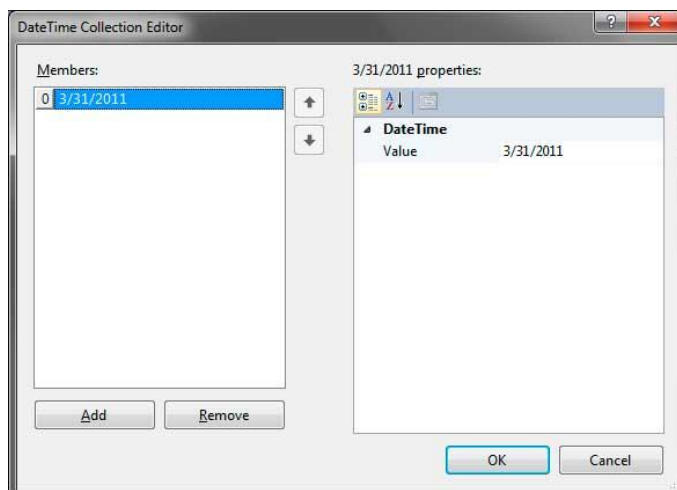 DateTime Collection Editor
Members:
0 3/31/2011
Add Remove
3/31/2011 properties:
DateTime
Value 3/31/2011
OK Cancel